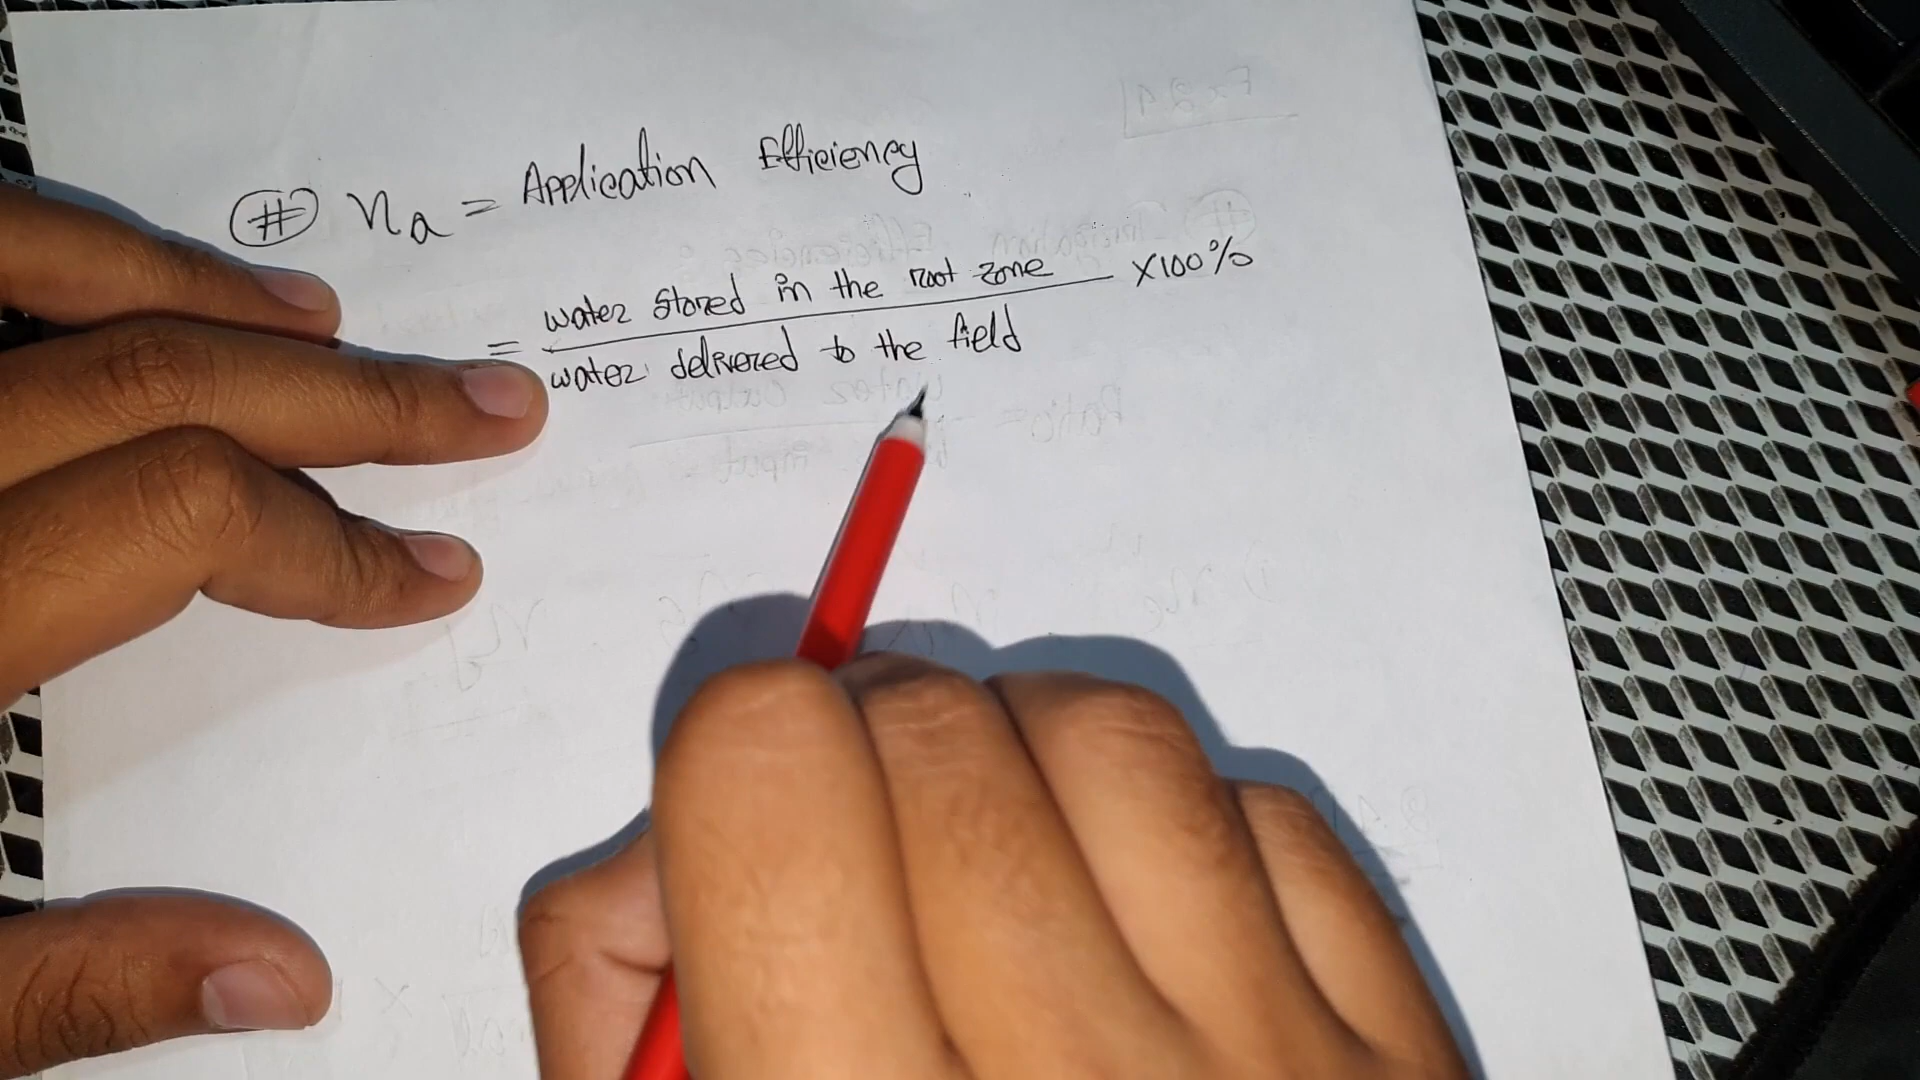 # ηa = Application Efficiency
= water stored in the root zone ×100%
water delivered to the field